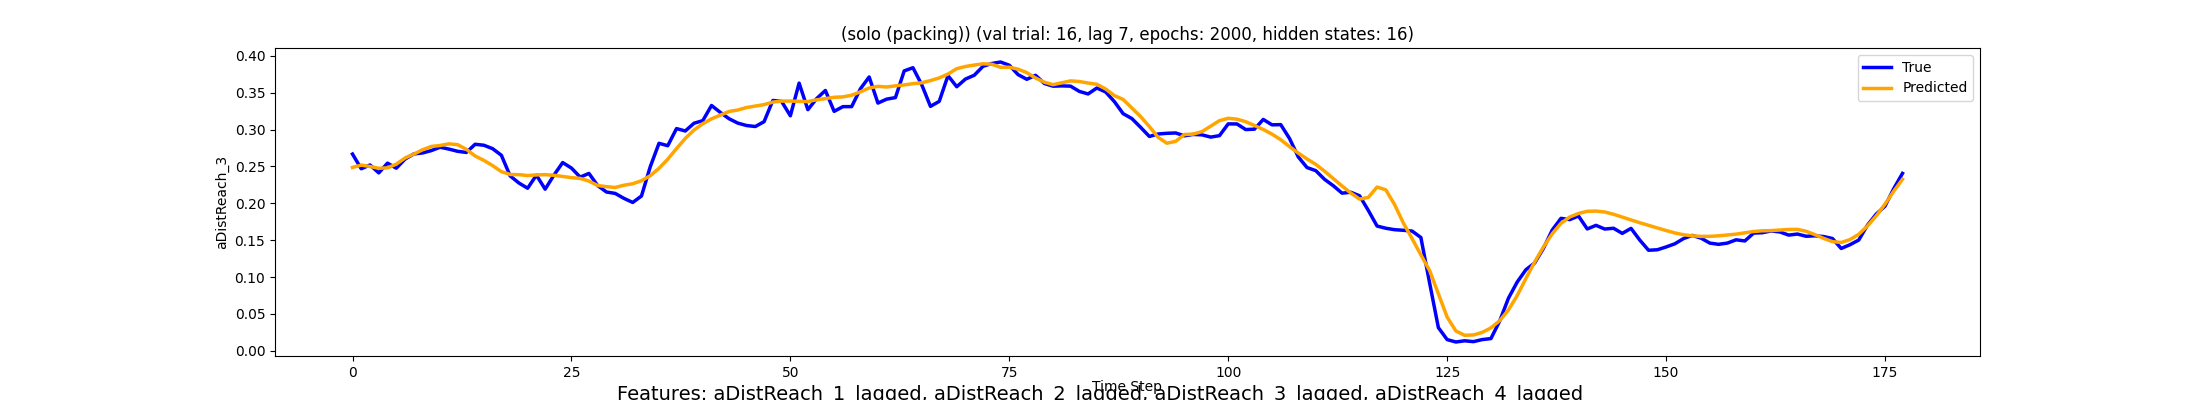 (solo (packing)) (val trial: 16, lag 7, epochs: 2000, hidden states: 16)
0.40
0.35
0.30
0.25
0.20
0.15
0.10
0.05
0.00
aDistReach_3
True
Predicted
0 25 50 75 100 125 150 175
Time Step
Features: aDistReach_1_lagged, aDistReach_2_lagged, aDistReach_3_lagged, aDistReach_4_lagged